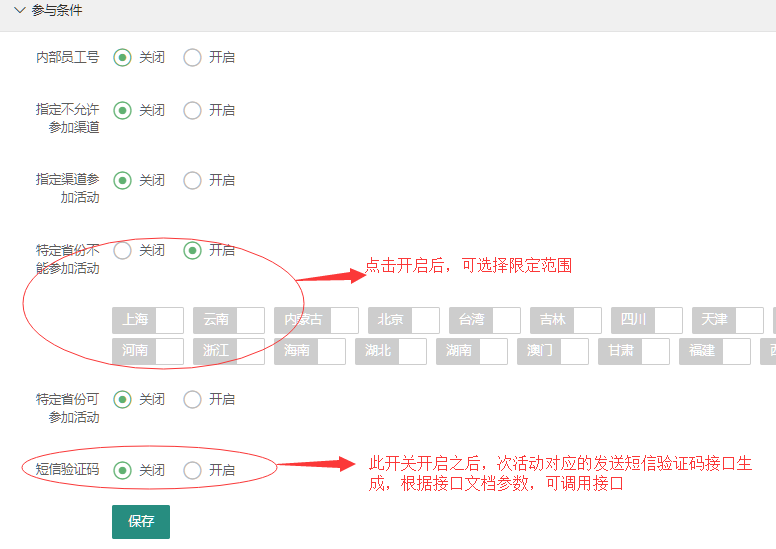 参与条件
内部员工号 关闭 开启
指定不允许 关闭 开启
参加渠道
指定渠道参 关闭 开启
加活动
特定省份不 关闭 开启
能参加活动
点击开启后，可选择限定范围
上海 云南 内蒙古 北京 台湾 吉林 四川 天津
河南 浙江 海南 湖北 湖南 澳门 甘肃 福建
特定省份可 关闭 开启
参加活动
短信验证码 关闭 开启
此开关开启之后，次活动对应的发送短信验证码接口生
成，根据接口文档参数，可调用接口
保存